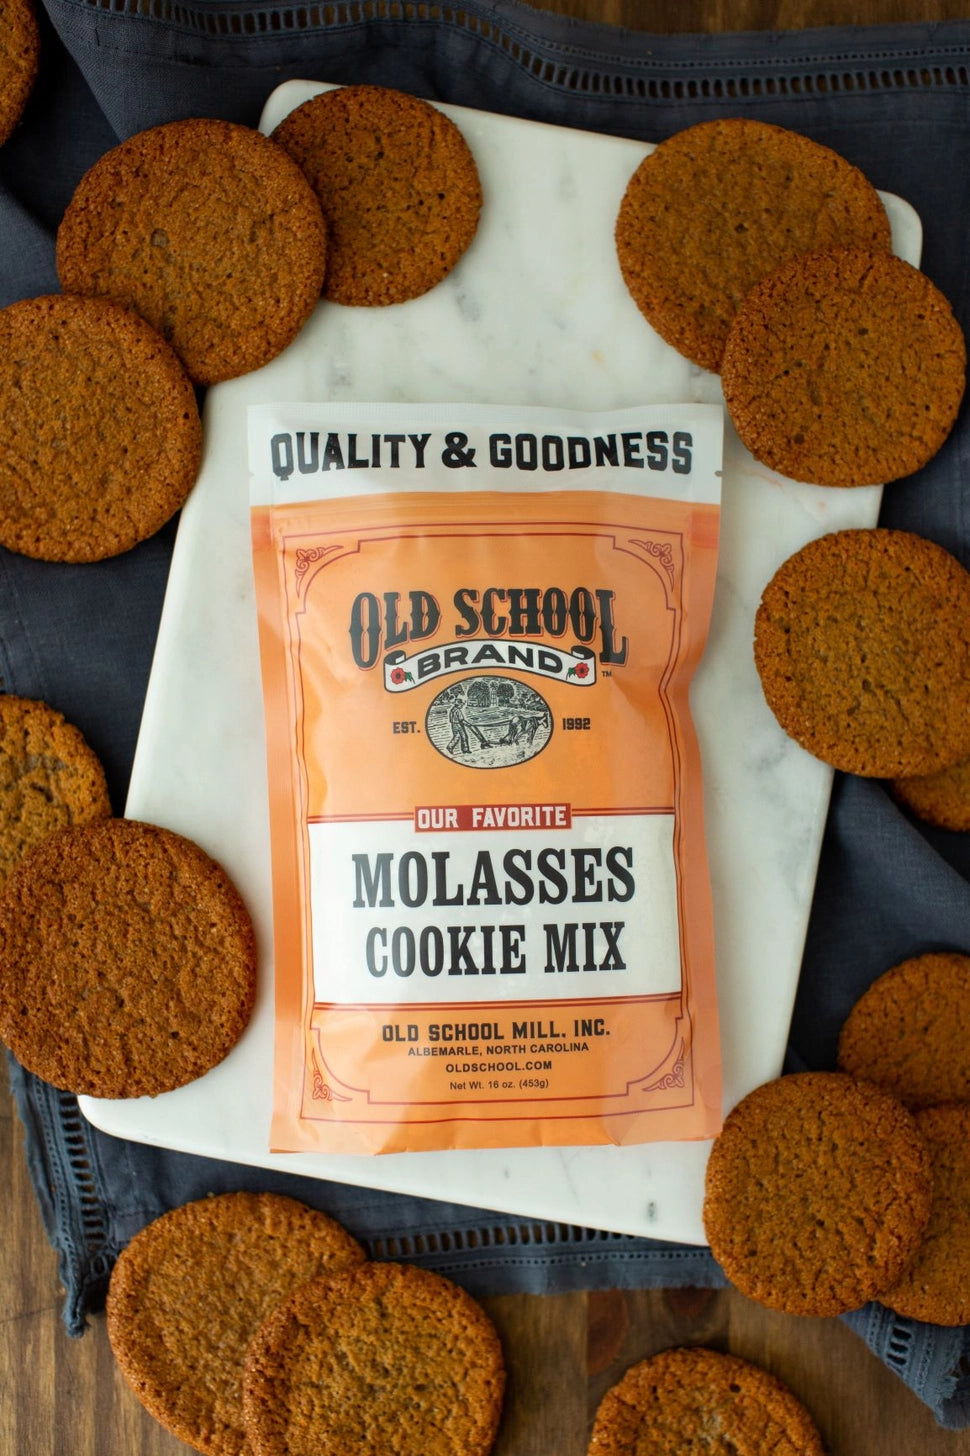 QUALITY & GOODNESS
OLD SCHOOL
BRAND™
EST. 1992
OUR FAVORITE
MOLASSES
COOKIE MIX
OLD SCHOOL MILL. INC.
ALBEMARLE, NORTH CAROLINA
OLDSCHOOL.COM
Net Wt. 16 oz. (453g)